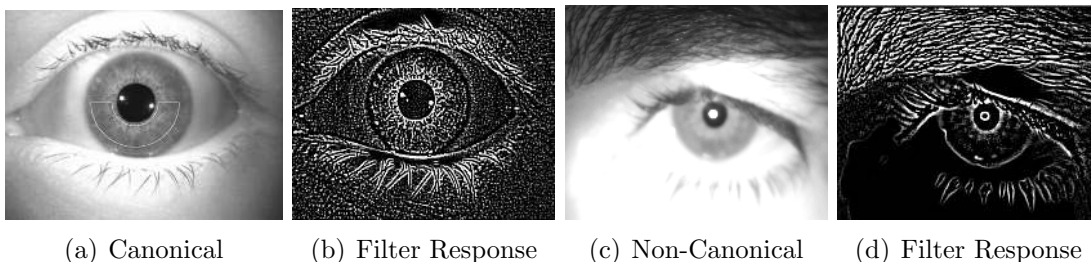 (a) Canonical
(b) Filter Response
(c) Non-Canonical
(d) Filter Response